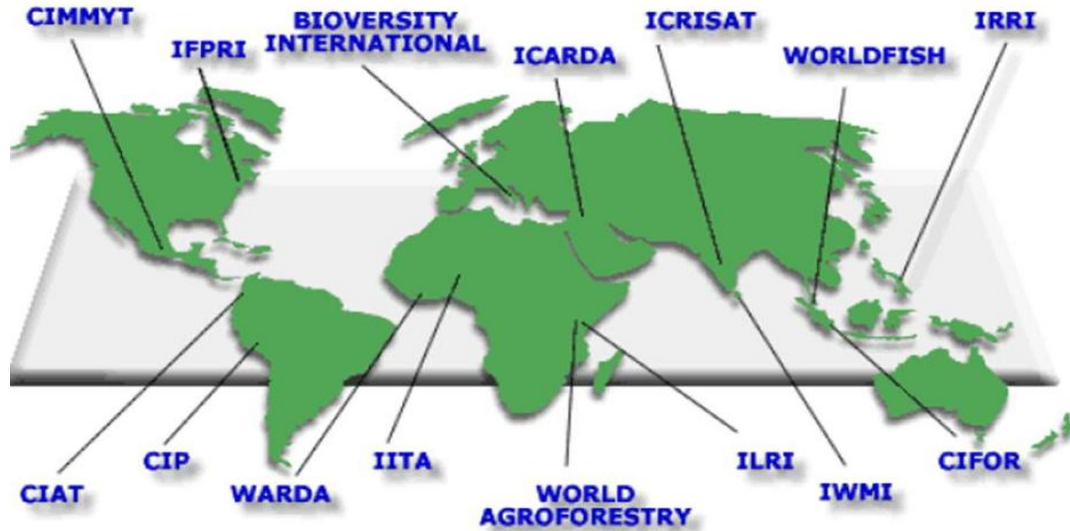 CIMMYT
IFPRI
BIOVERSITY
INTERNATIONAL
ICARDA
ICRISAT
WORLDFISH
IRRI
CIAT
CIP
WARDA
IITA
WORLD
AGROFORESTRY
ILRI
IWMI
CIFOR